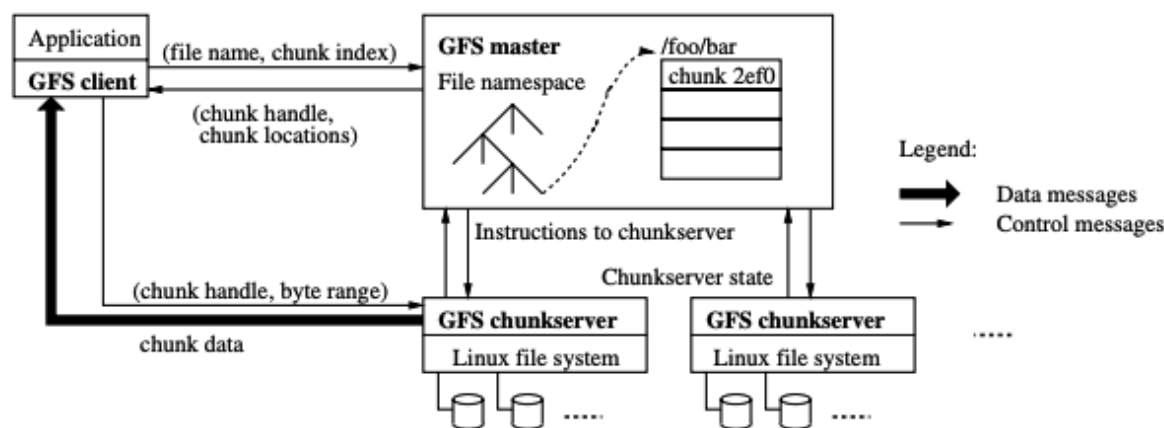 Application
GFS client
(file name, chunk index)
(chunk handle,
chunk locations)
GFS master
File namespace
/foo/bar
chunk 2ef0
Legend:
Data messages
Control messages
Instructions to chunkserver
Chunkserver state
(chunk handle, byte range)
chunk data
GFS chunkserver
Linux file system
GFS chunkserver
Linux file system